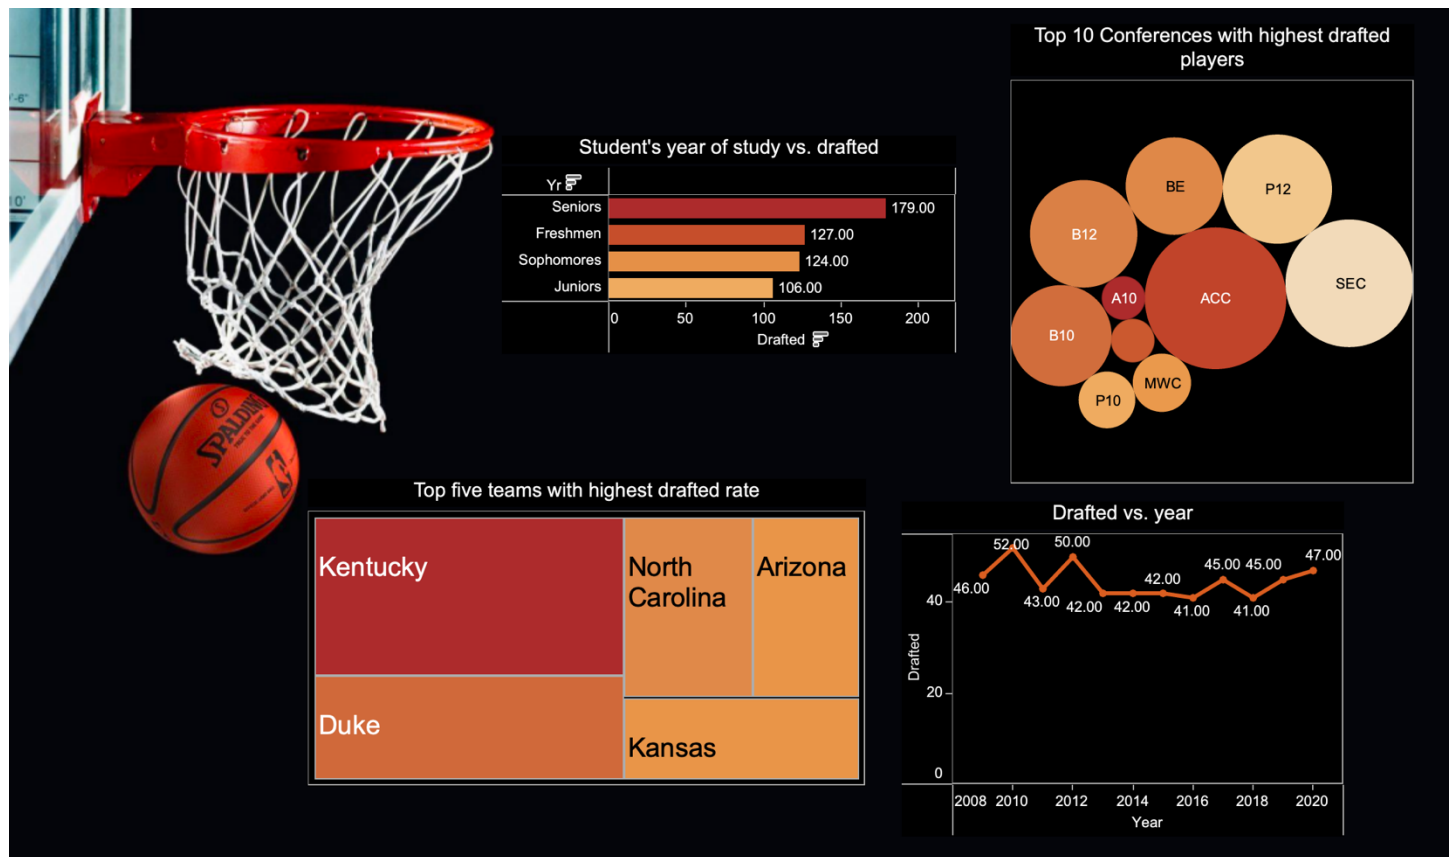 Top 10 Conferences with highest drafted
players
BE
P12
B12
A10
ACC
SEC
B10
P10
MWC
Student's year of study vs. drafted
Yr
Seniors
179.00
Freshmen
127.00
Sophomores
124.00
Juniors
106.00
0 50 100 150 200
Drafted
-6"
10'
SPALDING
Top five teams with highest drafted rate
Kentucky
North
Carolina
Arizona
Duke
Kansas
Drafted vs. year
52.00 50.00
46.00
43.00
42.00
42.00
42.00
41.00
45.00 45.00
41.00
47.00
40
20
0
Drafted
2008 2010 2012 2014 2016 2018 2020
Year